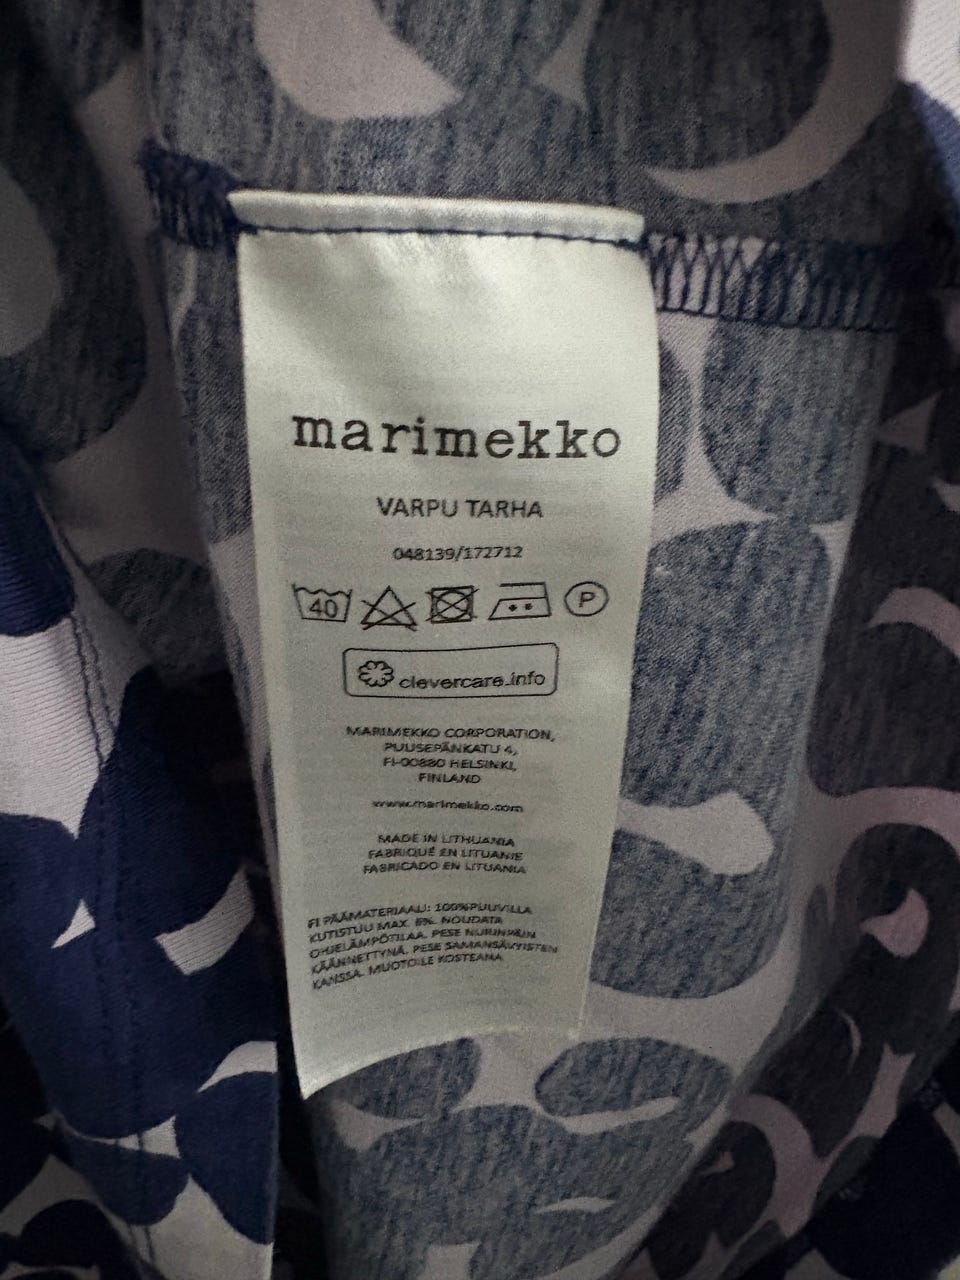 marimekko
VARPU TARHA
048139/172712
40 P
clevercare.info
MARIMEKKO CORPORATION,
PUUSEPÄNKATU 4,
FI-00880 HELSINKI,
FINLAND
www.marimekko.com
MADE IN LITHUANIA
FABRIQUÉ EN LITUANIE
FABRICADO EN LITUANIA
FI PÄÄMATERIAALI: 100%PUUVILLA
KUTISTUU MAX. 5%. NOUDATA
OHJELÄMPÖTILAA. PESE NURINPÄIN
KÄÄNNETTYNÄ. PESE SAMANSÄVYISTEN
KANSSA. MUOTOILE KOSTEANA